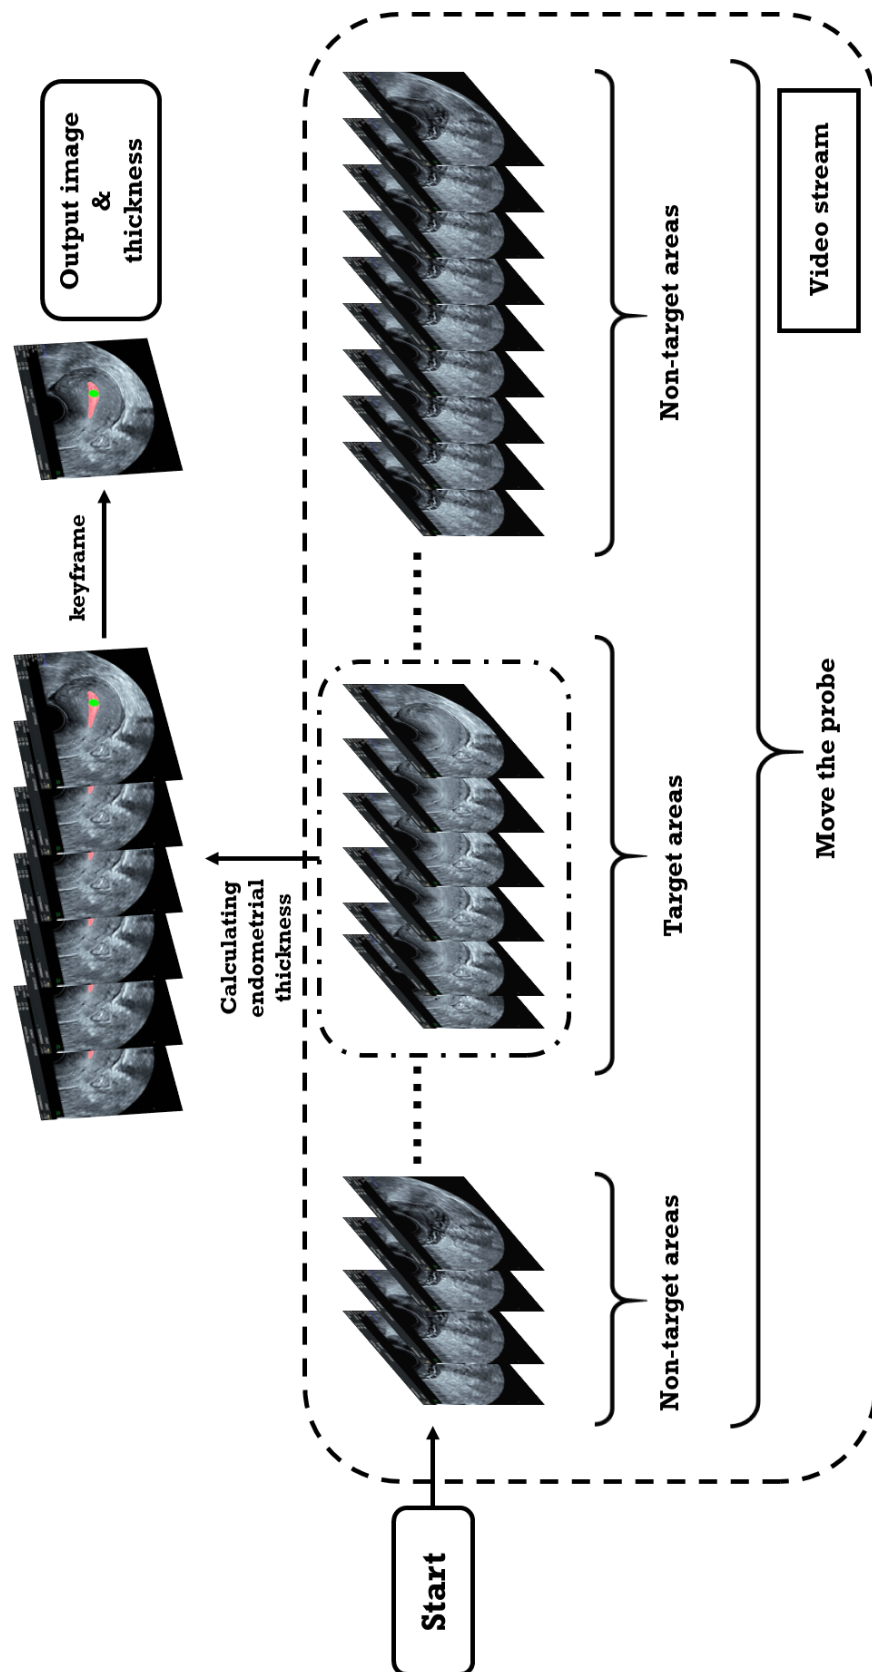 Output image
&
thickness
keyframe
Calculating
endometrial
thickness
Start
Non-target areas
Target areas
Non-target areas
Move the probe
Video stream